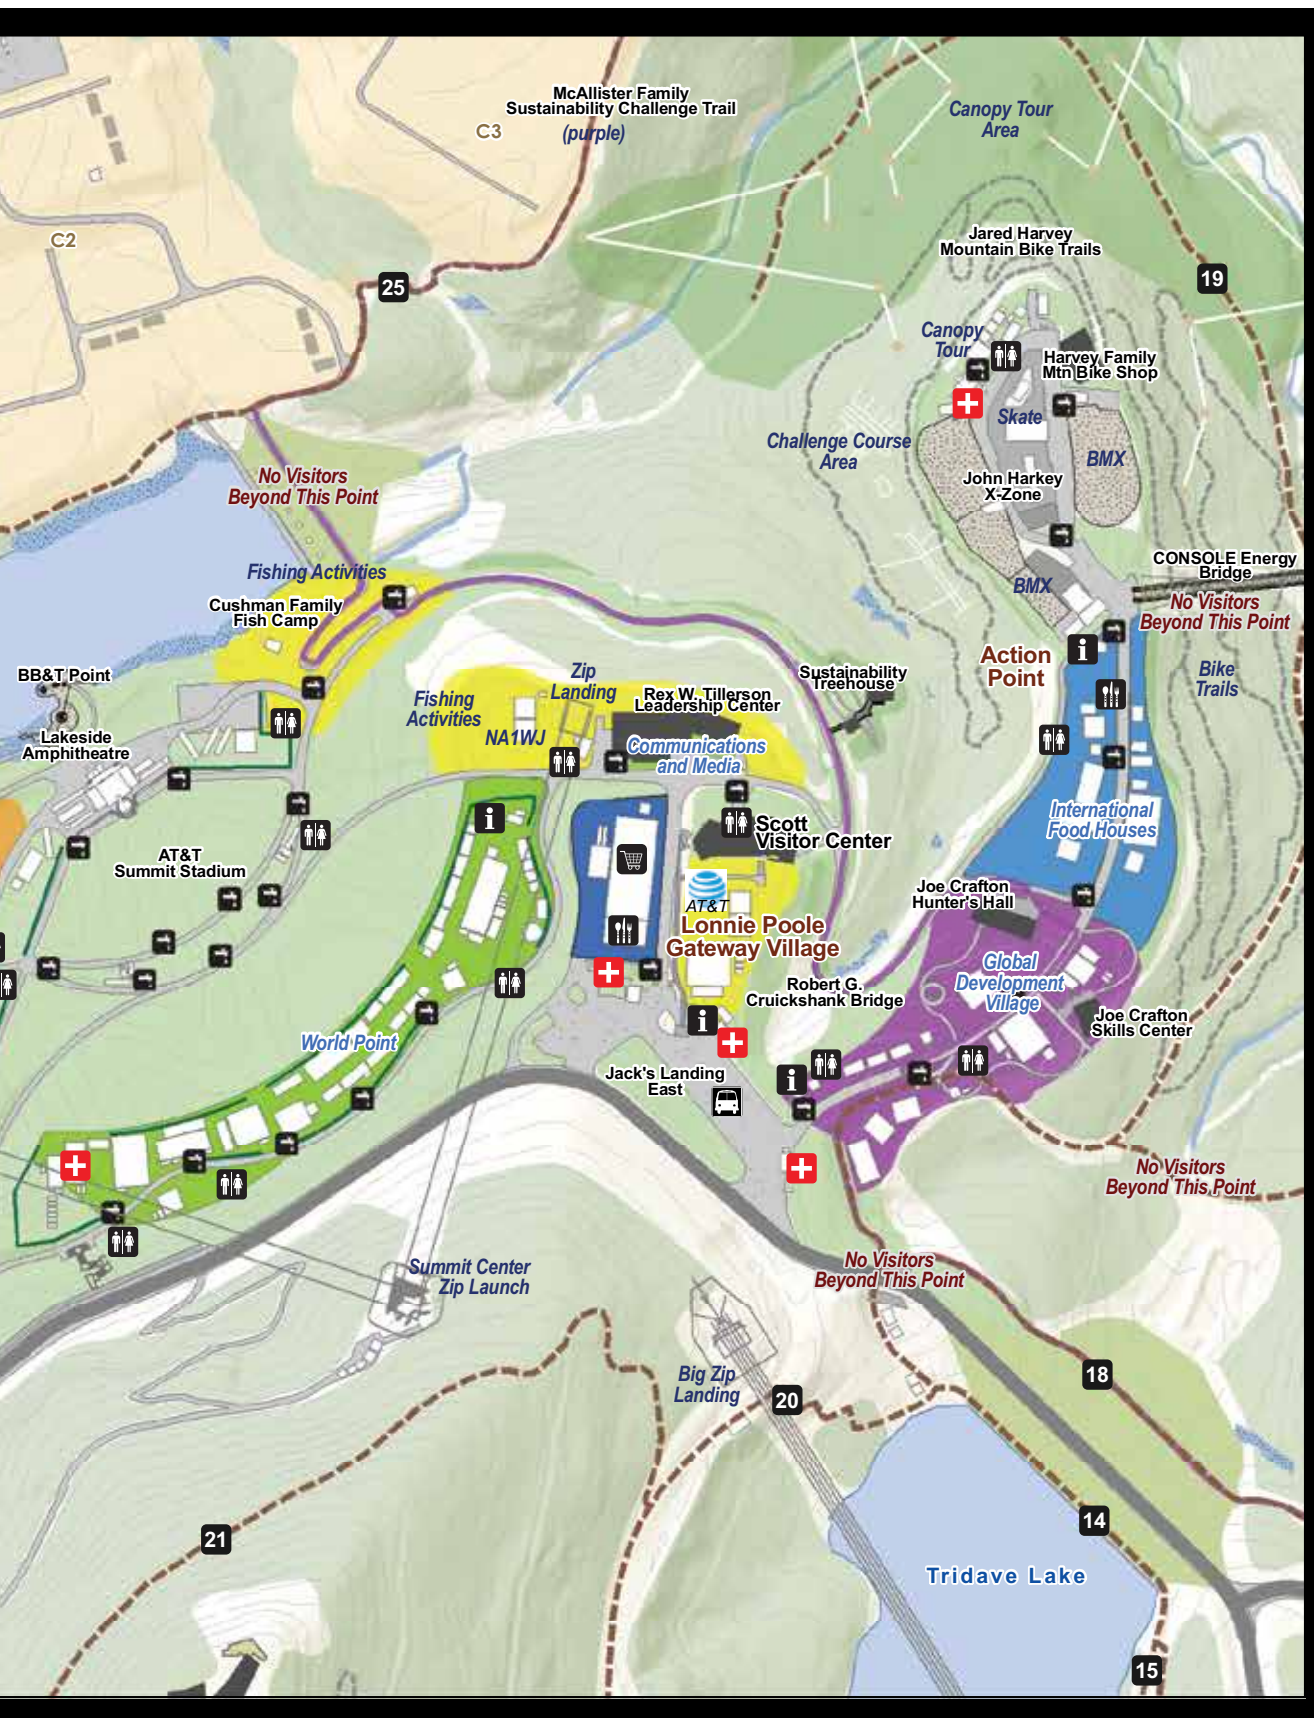 McAllister Family
Sustainability Challenge Trail
(purple)
C3
Canopy Tour
Area
C2
Jared Harvey
Mountain Bike Trails
25
19
Canopy
Tour
Harvey Family
Mtn Bike Shop
Skate
Challenge Course
Area
BMX
No Visitors
Beyond This Point
John Harkey
X-Zone
CONSOLE Energy
Bridge
Fishing Activities
BMX
No Visitors
Beyond This Point
Cushman Family
Fish Camp
i
Action
Point
BB&T Point
Zip
Landing
Sustainability
Treehouse
Bike
Trails
Fishing
Activities
Rex W. Tillerson
Leadership Center
NA1WJ
Lakeside
Amphitheatre
Communications
and Media
i
International
Food Houses
Scott
Visitor Center
AT&T
Summit Stadium
AT&T
Joe Crafton
Hunter's Hall
Lonnie Poole
Gateway Village
Global
Development
Village
Robert G.
Cruickshank Bridge
i
Joe Crafton
Skills Center
World Point
Jack's Landing
East
i
No Visitors
Beyond This Point
No Visitors
Beyond This Point
Summit Center
Zip Launch
Big Zip
Landing
18
20
14
21
Tridave Lake
15